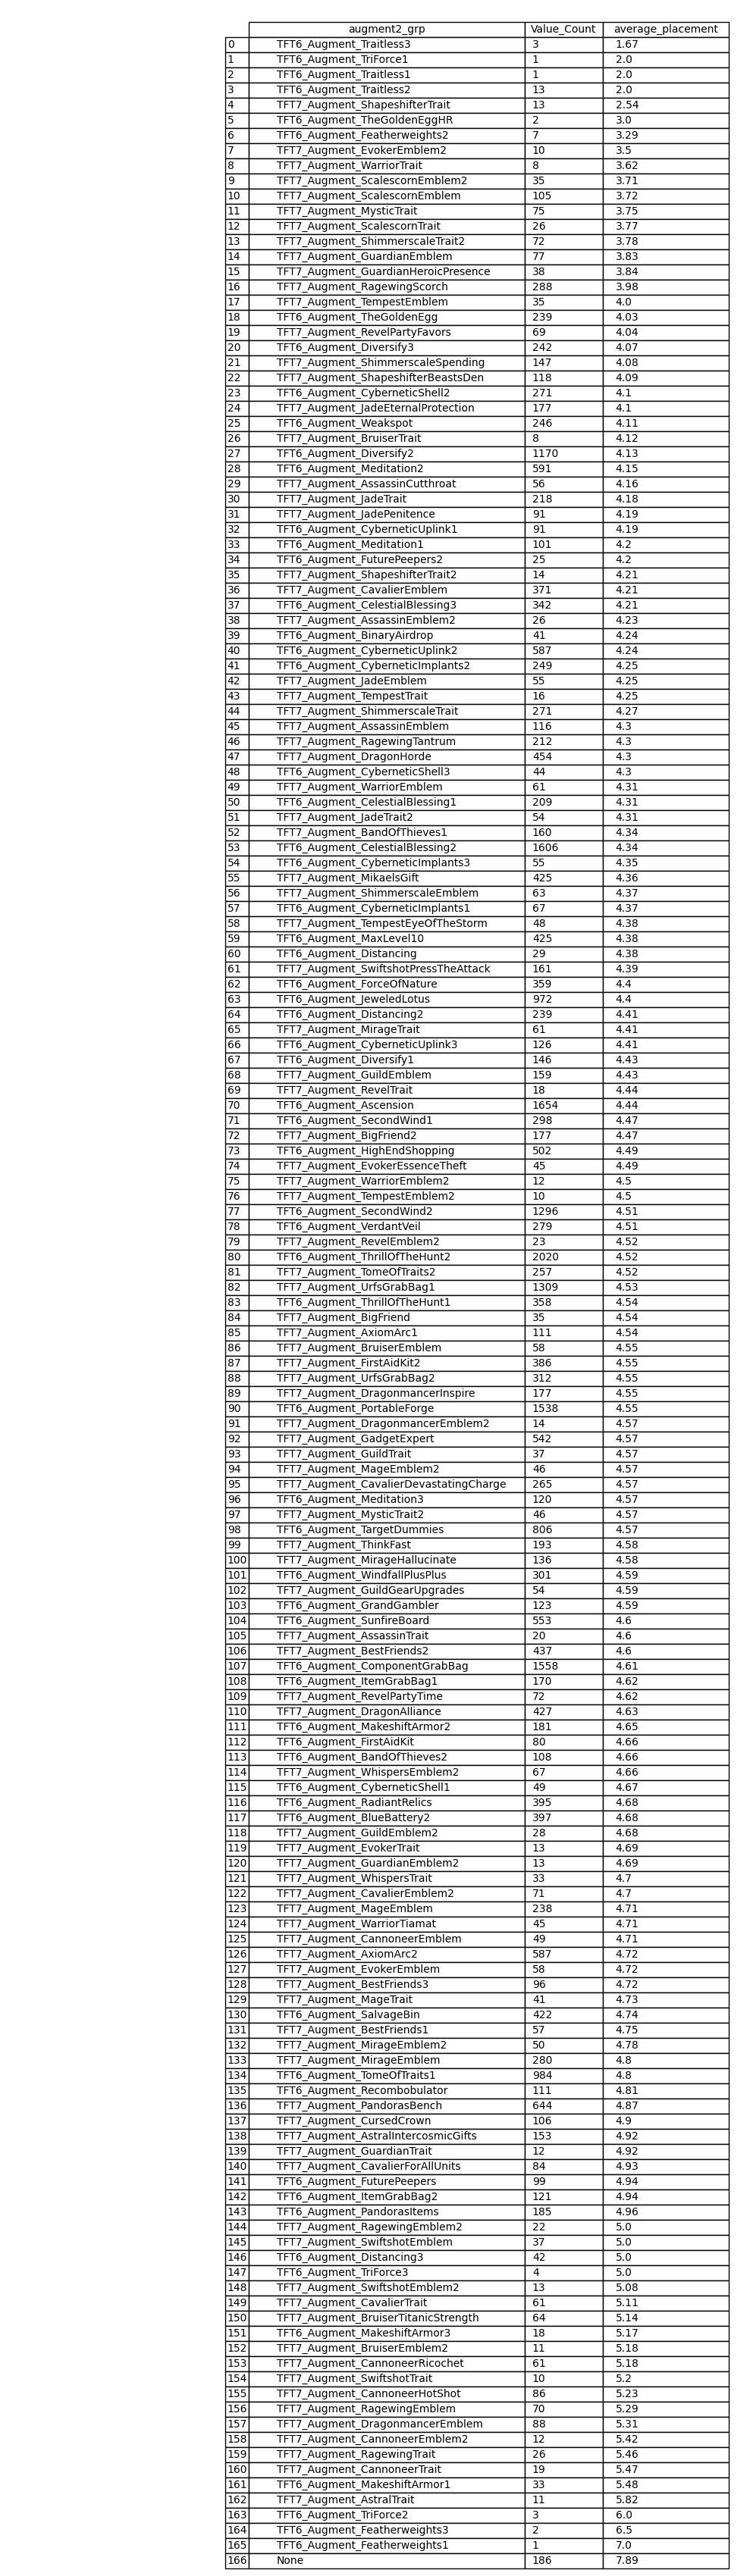 augment2_grp Value_Count average_placement
0 TFT6_Augment_Traitless3 3 1.67
1 TFT6_Augment_TriForce1 1 2.0
2 TFT6_Augment_Traitless1 1 2.0
3 TFT6_Augment_Traitless2 13 2.0
4 TFT7_Augment_ShapeshifterTrait 13 2.54
5 TFT6_Augment_TheGoldenEggHR 2 3.0
6 TFT6_Augment_Featherweights2 7 3.29
7 TFT7_Augment_EvokerEmblem2 10 3.5
8 TFT7_Augment_WarriorTrait 8 3.62
9 TFT7_Augment_ScalescornEmblem2 35 3.71
10 TFT7_Augment_ScalescornEmblem 105 3.72
11 TFT7_Augment_MysticTrait 75 3.75
12 TFT7_Augment_ScalescornTrait 26 3.77
13 TFT7_Augment_ShimmerscaleTrait2 72 3.78
14 TFT7_Augment_GuardianEmblem 77 3.83
15 TFT7_Augment_GuardianHeroicPresence 38 3.84
16 TFT7_Augment_RagewingScorch 288 3.98
17 TFT7_Augment_TempestEmblem 35 4.0
18 TFT6_Augment_TheGoldenEgg 239 4.03
19 TFT7_Augment_RevelPartyFavors 69 4.04
20 TFT6_Augment_Diversify3 242 4.07
21 TFT7_Augment_ShimmerscaleSpending 147 4.08
22 TFT7_Augment_ShapeshifterBeastsDen 118 4.09
23 TFT6_Augment_CyberneticShell2 271 4.1
24 TFT7_Augment_JadeEternalProtection 177 4.1
25 TFT6_Augment_Weakspot 246 4.11
26 TFT7_Augment_BruiserTrait 8 4.12
27 TFT6_Augment_Diversify2 1170 4.13
28 TFT6_Augment_Meditation2 591 4.15
29 TFT7_Augment_AssassinCutthroat 56 4.16
30 TFT7_Augment_JadeTrait 218 4.18
31 TFT7_Augment_JadePenitence 91 4.19
32 TFT6_Augment_CyberneticUplink1 91 4.19
33 TFT6_Augment_Meditation1 101 4.2
34 TFT6_Augment_FuturePeepers2 25 4.2
35 TFT7_Augment_ShapeshifterTrait2 14 4.21
36 TFT7_Augment_CavalierEmblem 371 4.21
37 TFT6_Augment_CelestialBlessing3 342 4.21
38 TFT7_Augment_AssassinEmblem2 26 4.23
39 TFT6_Augment_BinaryAirdrop 41 4.24
40 TFT6_Augment_CyberneticUplink2 587 4.24
41 TFT6_Augment_CyberneticImplants2 249 4.25
42 TFT7_Augment_JadeEmblem 55 4.25
43 TFT7_Augment_TempestTrait 16 4.25
44 TFT7_Augment_ShimmerscaleTrait 271 4.27
45 TFT7_Augment_AssassinEmblem 116 4.3
46 TFT7_Augment_RagewingTantrum 212 4.3
47 TFT7_Augment_DragonHorde 454 4.3
48 TFT6_Augment_CyberneticShell3 44 4.3
49 TFT7_Augment_WarriorEmblem 61 4.31
50 TFT6_Augment_CelestialBlessing1 209 4.31
51 TFT7_Augment_JadeTrait2 54 4.31
52 TFT7_Augment_BandOfThieves1 160 4.34
53 TFT6_Augment_CelestialBlessing2 1606 4.34
54 TFT6_Augment_CyberneticImplants3 55 4.35
55 TFT7_Augment_MikaelsGift 425 4.36
56 TFT7_Augment_ShimmerscaleEmblem 63 4.37
57 TFT6_Augment_CyberneticImplants1 67 4.37
58 TFT7_Augment_TempestEyeOfTheStorm 48 4.38
59 TFT6_Augment_MaxLevel10 425 4.38
60 TFT6_Augment_Distancing 29 4.38
61 TFT7_Augment_SwiftshotPressTheAttack 161 4.39
62 TFT6_Augment_ForceOfNature 359 4.4
63 TFT6_Augment_JeweledLotus 972 4.4
64 TFT6_Augment_Distancing2 239 4.41
65 TFT7_Augment_MirageTrait 61 4.41
66 TFT6_Augment_CyberneticUplink3 126 4.41
67 TFT6_Augment_Diversify1 146 4.43
68 TFT7_Augment_GuildEmblem 159 4.43
69 TFT7_Augment_RevelTrait 18 4.44
70 TFT6_Augment_Ascension 1654 4.44
71 TFT6_Augment_SecondWind1 298 4.47
72 TFT7_Augment_BigFriend2 177 4.47
73 TFT6_Augment_HighEndShopping 502 4.49
74 TFT7_Augment_EvokerEssenceTheft 45 4.49
75 TFT7_Augment_WarriorEmblem2 12 4.5
76 TFT7_Augment_TempestEmblem2 10 4.5
77 TFT6_Augment_SecondWind2 1296 4.51
78 TFT6_Augment_VerdantVeil 279 4.51
79 TFT7_Augment_RevelEmblem2 23 4.52
80 TFT6_Augment_ThrillOfTheHunt2 2020 4.52
81 TFT7_Augment_TomeOfTraits2 257 4.52
82 TFT7_Augment_UrfsGrabBag1 1309 4.53
83 TFT6_Augment_ThrillOfTheHunt1 358 4.54
84 TFT7_Augment_BigFriend 35 4.54
85 TFT7_Augment_AxiomArc1 111 4.54
86 TFT7_Augment_BruiserEmblem 58 4.55
87 TFT7_Augment_FirstAidKit2 386 4.55
88 TFT7_Augment_UrfsGrabBag2 312 4.55
89 TFT7_Augment_DragonmancerInspire 177 4.55
90 TFT6_Augment_PortableForge 1538 4.55
91 TFT7_Augment_DragonmancerEmblem2 14 4.57
92 TFT7_Augment_GadgetExpert 542 4.57
93 TFT7_Augment_GuildTrait 37 4.57
94 TFT7_Augment_MageEmblem2 46 4.57
95 TFT7_Augment_CavalierDevastatingCharge 265 4.57
96 TFT6_Augment_Meditation3 120 4.57
97 TFT7_Augment_MysticTrait2 46 4.57
98 TFT6_Augment_TargetDummies 806 4.57
99 TFT7_Augment_ThinkFast 193 4.58
100 TFT7_Augment_MirageHallucinate 136 4.58
101 TFT6_Augment_WindfallPlusPlus 301 4.59
102 TFT7_Augment_GuildGearUpgrades 54 4.59
103 TFT6_Augment_GrandGambler 123 4.59
104 TFT6_Augment_SunfireBoard 553 4.6
105 TFT7_Augment_AssassinTrait 20 4.6
106 TFT7_Augment_BestFriends2 437 4.6
107 TFT6_Augment_ComponentGrabBag 1558 4.61
108 TFT6_Augment_ItemGrabBag1 170 4.62
109 TFT7_Augment_RevelPartyTime 72 4.62
110 TFT7_Augment_DragonAlliance 427 4.63
111 TFT6_Augment_MakeshiftArmor2 181 4.65
112 TFT6_Augment_FirstAidKit 80 4.66
113 TFT6_Augment_BandOfThieves2 108 4.66
114 TFT7_Augment_WhispersEmblem2 67 4.66
115 TFT6_Augment_CyberneticShell1 49 4.67
116 TFT6_Augment_RadiantRelics 395 4.68
117 TFT6_Augment_BlueBattery2 397 4.68
118 TFT7_Augment_GuildEmblem2 28 4.68
119 TFT7_Augment_EvokerTrait 13 4.69
120 TFT7_Augment_GuardianEmblem2 13 4.69
121 TFT7_Augment_WhispersTrait 33 4.7
122 TFT7_Augment_CavalierEmblem2 71 4.7
123 TFT7_Augment_MageEmblem 238 4.71
124 TFT7_Augment_WarriorTiamat 45 4.71
125 TFT7_Augment_CannoneerEmblem 49 4.71
126 TFT7_Augment_AxiomArc2 587 4.72
127 TFT7_Augment_EvokerEmblem 58 4.72
128 TFT7_Augment_BestFriends3 96 4.72
129 TFT7_Augment_MageTrait 41 4.73
130 TFT6_Augment_SalvageBin 422 4.74
131 TFT7_Augment_BestFriends1 57 4.75
132 TFT7_Augment_MirageEmblem2 50 4.78
133 TFT7_Augment_MirageEmblem 280 4.8
134 TFT6_Augment_TomeOfTraits1 984 4.8
135 TFT6_Augment_Recombobulator 111 4.81
136 TFT7_Augment_PandorasBench 644 4.87
137 TFT7_Augment_CursedCrown 106 4.9
138 TFT7_Augment_AstralIntercosmicGifts 153 4.92
139 TFT7_Augment_GuardianTrait 12 4.92
140 TFT7_Augment_CavalierForAllUnits 84 4.93
141 TFT6_Augment_FuturePeepers 99 4.94
142 TFT6_Augment_ItemGrabBag2 121 4.94
143 TFT6_Augment_PandorasItems 185 4.96
144 TFT7_Augment_RagewingEmblem2 22 5.0
145 TFT7_Augment_SwiftshotEmblem 37 5.0
146 TFT6_Augment_Distancing3 42 5.0
147 TFT6_Augment_TriForce3 4 5.0
148 TFT7_Augment_SwiftshotEmblem2 13 5.08
149 TFT7_Augment_CavalierTrait 61 5.11
150 TFT7_Augment_BruiserTitanicStrength 64 5.14
151 TFT6_Augment_MakeshiftArmor3 18 5.17
152 TFT7_Augment_BruiserEmblem2 11 5.18
153 TFT7_Augment_CannoneerRicochet 61 5.18
154 TFT7_Augment_SwiftshotTrait 10 5.2
155 TFT7_Augment_CannoneerHotShot 86 5.23
156 TFT7_Augment_RagewingEmblem 70 5.29
157 TFT7_Augment_DragonmancerEmblem 88 5.31
158 TFT7_Augment_CannoneerEmblem2 12 5.42
159 TFT7_Augment_RagewingTrait 26 5.46
160 TFT7_Augment_CannoneerTrait 19 5.47
161 TFT6_Augment_MakeshiftArmor1 33 5.48
162 TFT7_Augment_AstralTrait 11 5.82
163 TFT6_Augment_TriForce2 3 6.0
164 TFT6_Augment_Featherweights3 2 6.5
165 TFT6_Augment_Featherweights1 1 7.0
166 None 186 7.89